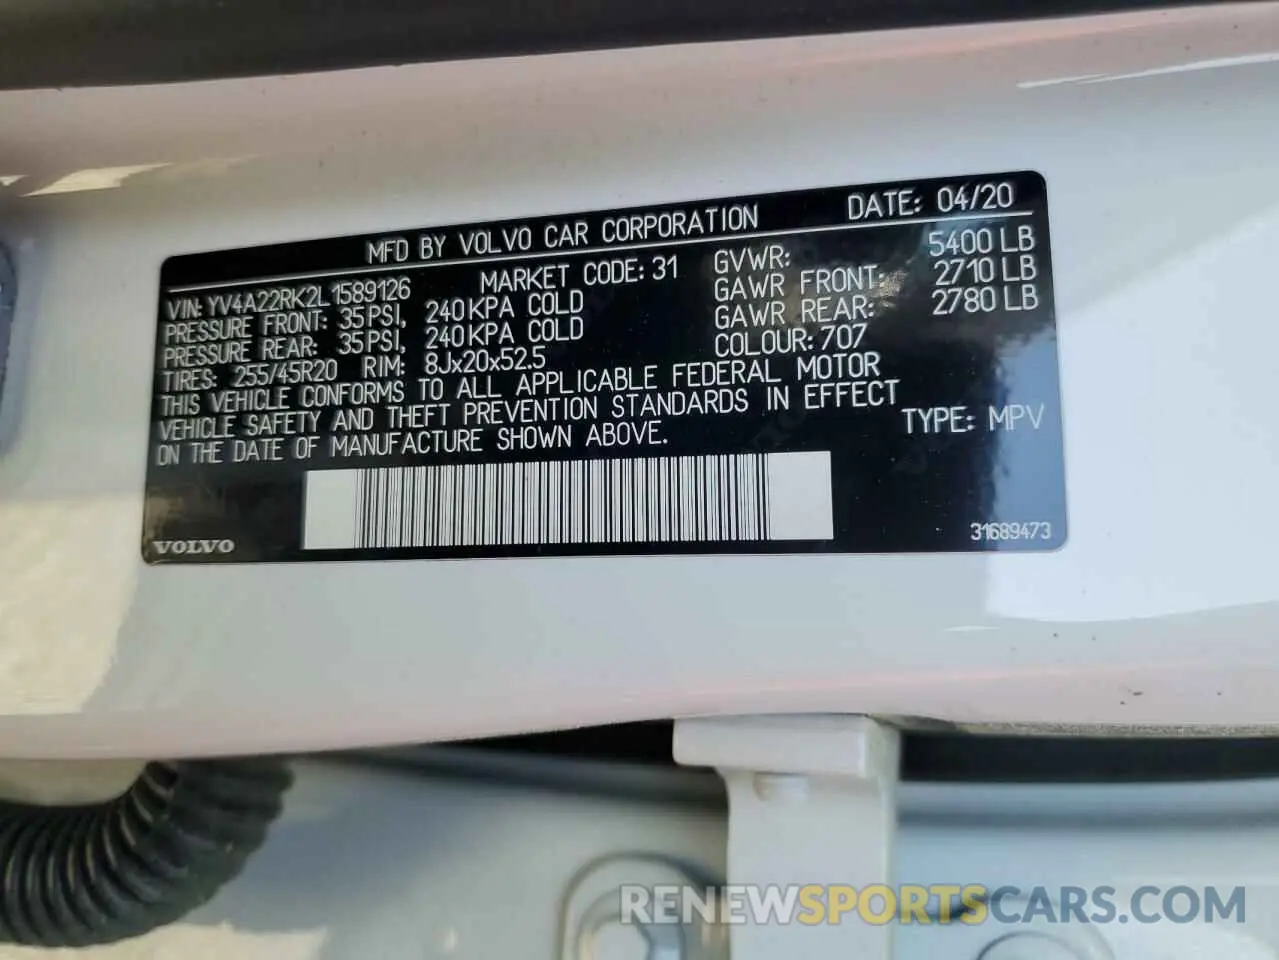 MFD BY VOLVO CAR CORPORATION DATE: 04/20
VIN: YV4A22RK2L1589126 MARKET CODE: 31 GVWR: 5400 LB
PRESSURE FRONT: 35 PSI, 240 KPA COLD GAWR FRONT: 2710 LB
PRESSURE REAR: 35 PSI, 240 KPA COLD GAWR REAR: 2780 LB
TIRES: 255/45R20 RIM: 8Jx20x52.5 COLOUR: 707
THIS VEHICLE CONFORMS TO ALL APPLICABLE FEDERAL MOTOR
VEHICLE SAFETY AND THEFT PREVENTION STANDARDS IN EFFECT
ON THE DATE OF MANUFACTURE SHOWN ABOVE. TYPE: MPV
VOLVO 31689473
RENEWSPORTSCARS.COM